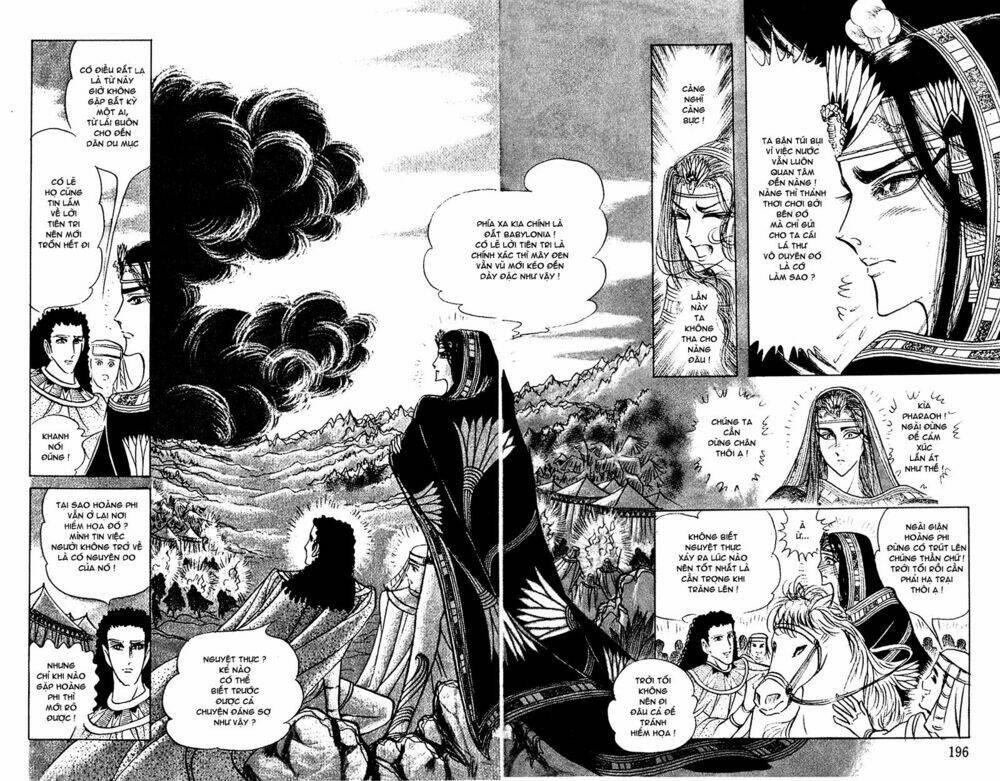 TA BẬN TÚI BỤI
VÌ VIỆC NƯỚC
VẪN LUÔN
QUAN TÂM
ĐẾN NÀNG !
NÀNG THÌ THẢNH
THƠI CHƠI BỜI
BÊN ĐÓ
MÀ CHỈ GỬI
CHO TA CÁI
LÁ THƯ
VÔ DUYÊN ĐÓ
LÀ CỚ
LÀM SAO ?
CÀNG
NGHĨ
CÀNG
BỰC !
LẦN
NÀY
TA
KHÔNG
THA CHO
NÀNG
ĐÂU !
KÌA
PHARAOH !
NGÀI ĐỪNG
ĐỂ CẢM
XÚC
LẤN ÁT
NHƯ THẾ !
CHÚNG TA
CẦN
DỪNG CHÂN
THÔI Ạ !
NGÀI GIẬN
HOÀNG PHI
ĐỪNG CÓ TRÚT LÊN
CHÚNG THẦN CHỨ !
TRỜI TỐI RỒI CẦN
PHẢI HẠ TRẠI
THÔI Ạ !
À
Ừ...
KHÔNG BIẾT
NGUYỆT THỰC
XẢY RA LÚC NÀO
NÊN TỐT NHẤT LÀ
CẨN TRỌNG KHI
TRĂNG LÊN !
TRỜI TỐI
KHÔNG
NÊN ĐI
ĐÂU CẢ ĐỂ
TRÁNH
HIỂM HỌA !
PHÍA XA KIA CHÍNH LÀ
ĐẤT BABYLONIA !
CÓ LẼ LỜI TIÊN TRI LÀ
CHÍNH XÁC THÌ MÂY ĐEN
VẦN VŨ MỚI KÉO ĐẾN
DÀY ĐẶC NHƯ VẬY !
NGUYỆT THỰC ?
KẺ NÀO
CÓ THỂ
BIẾT TRƯỚC
ĐƯỢC CẢ
CHUYỆN ĐÁNG SỢ
NHƯ VẬY ?
CÓ ĐIỀU RẤT LẠ
LÀ TỪ NÃY
GIỜ KHÔNG
GẶP BẤT KỲ
MỘT AI,
TỪ LÁI BUÔN
CHO ĐẾN
DÂN DU MỤC
CÓ LẼ
HỌ CŨNG
TIN LẮM
VỀ LỜI
TIÊN TRI
NÊN MỚI
TRỐN HẾT ĐI
KHANH
NÓI
ĐÚNG !
TẠI SAO HOÀNG PHI
VẪN Ở LẠI NƠI
HIỂM HỌA ĐÓ ?
MÌNH TIN VIỆC
NGƯỜI KHÔNG TRỞ VỀ
LÀ CÓ NGUYÊN DO
CỦA NÓ !
NHƯNG
CHỈ KHI NÀO
GẶP HOÀNG
PHI THÌ
MỚI RÕ
ĐƯỢC !
196